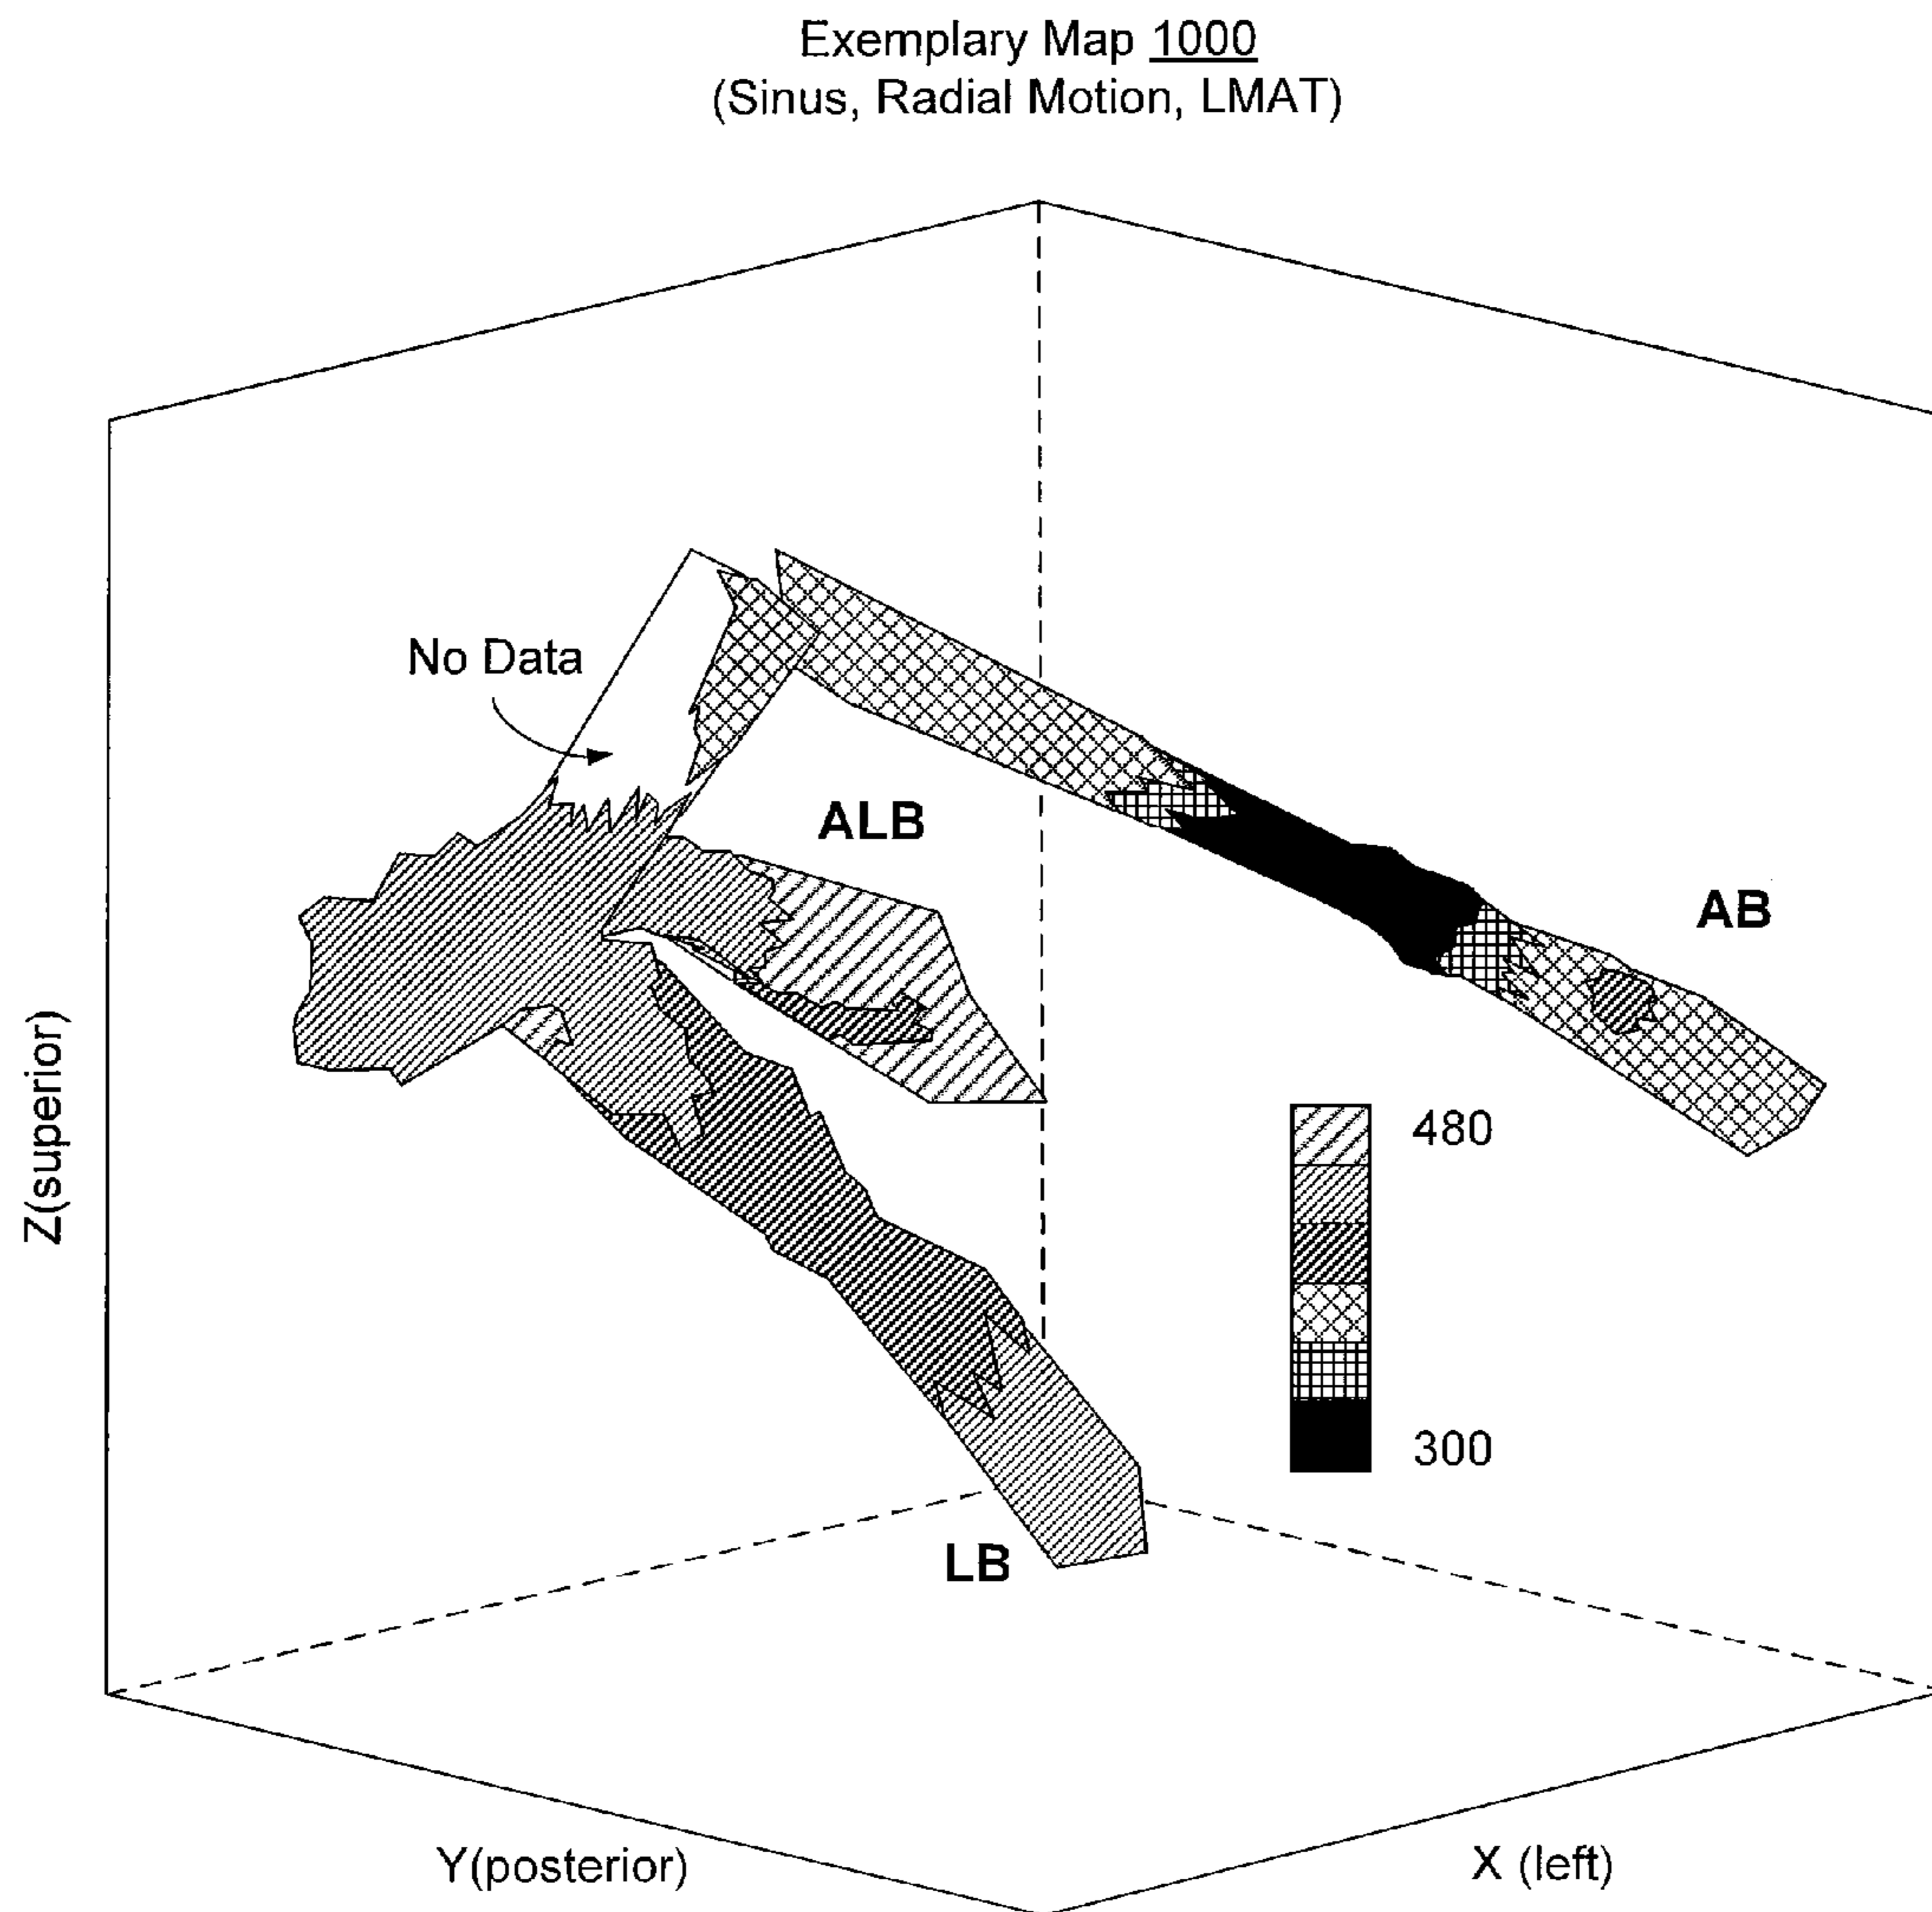 Exemplary Map 1000
(Sinus, Radial Motion, LMAT)
No Data
ALB
AB
480
300
LB
Z(superior)
Y(posterior)
X (left)